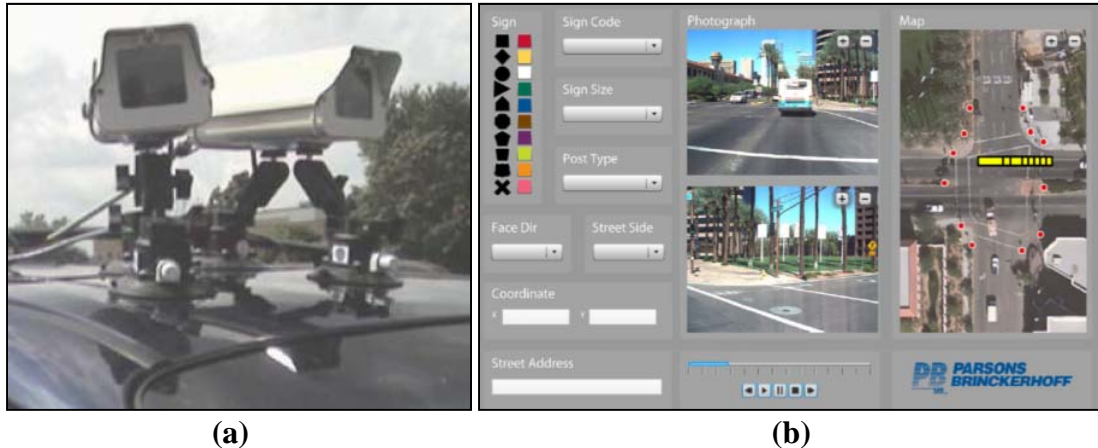 Sign
Sign Code
Sign Size
Post Type
Face Dir
Street Side
Coordinate
X
Y
Street Address
Photograph
Map
PB
PARSONS
BRINCKERHOFF
(a)
(b)